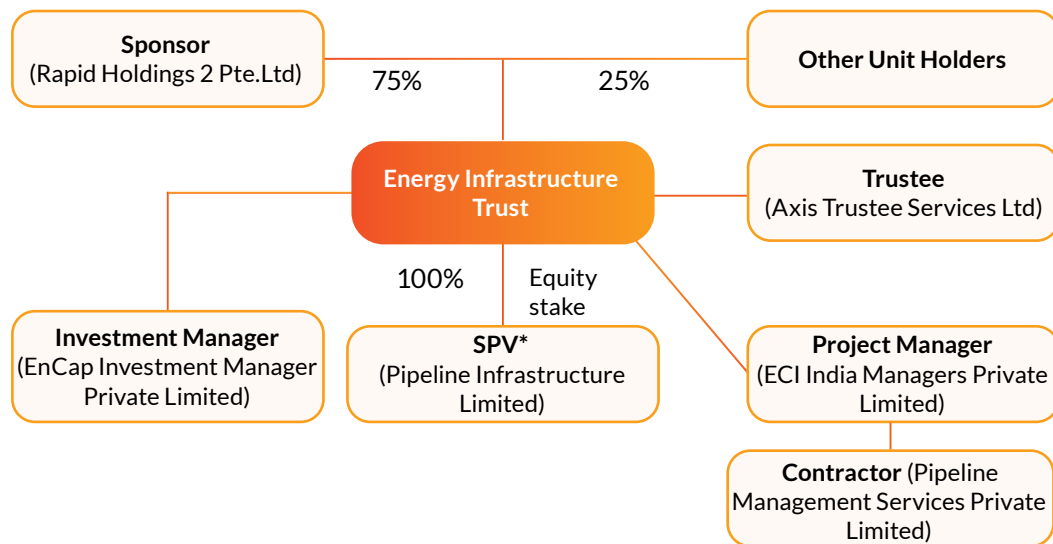 Sponsor
(Rapid Holdings 2 Pte.Ltd)
75%
25%
Other Unit Holders
Energy Infrastructure
Trust
Trustee
(Axis Trustee Services Ltd)
100%
Equity
stake
Investment Manager
(EnCap Investment Manager
Private Limited)
SPV*
(Pipeline Infrastructure
Limited)
Project Manager
(ECI India Managers Private
Limited)
Contractor (Pipeline
Management Services Private
Limited)